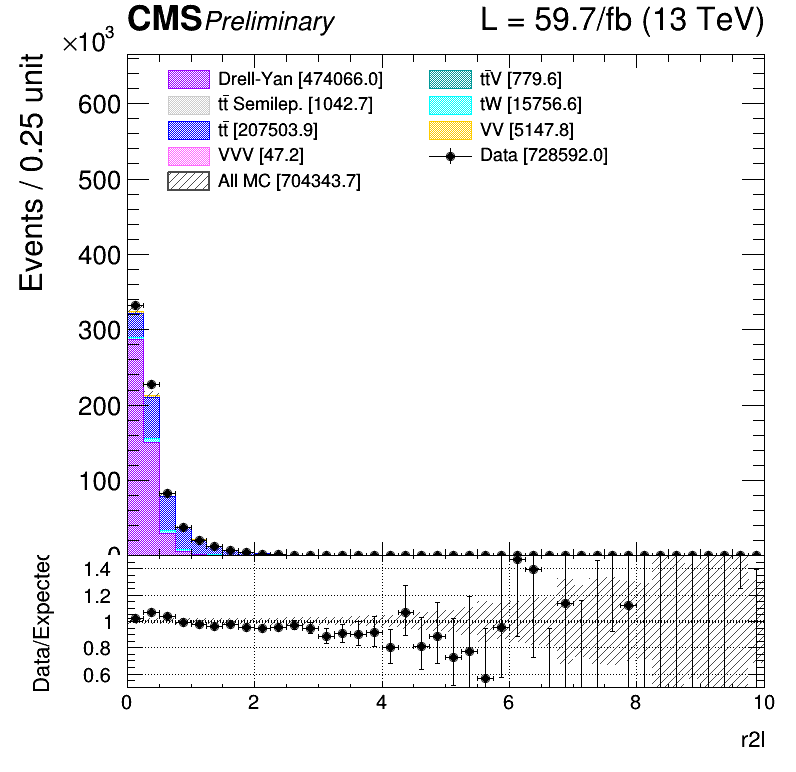 CMS Preliminary L = 59.7/fb (13 TeV)
×10³
Events / 0.25 unit
600
500
400
300
200
100
0
Drell-Yan [474066.0]
tt̄ Semilep. [1042.7]
tt̄ [207503.9]
VVV [47.2]
All MC [704343.7]
tt̄V [779.6]
tW [15756.6]
VV [5147.8]
Data [728592.0]
Data/Expected
1.4
1.2
1
0.8
0.6
0 2 4 6 8 10
r2l